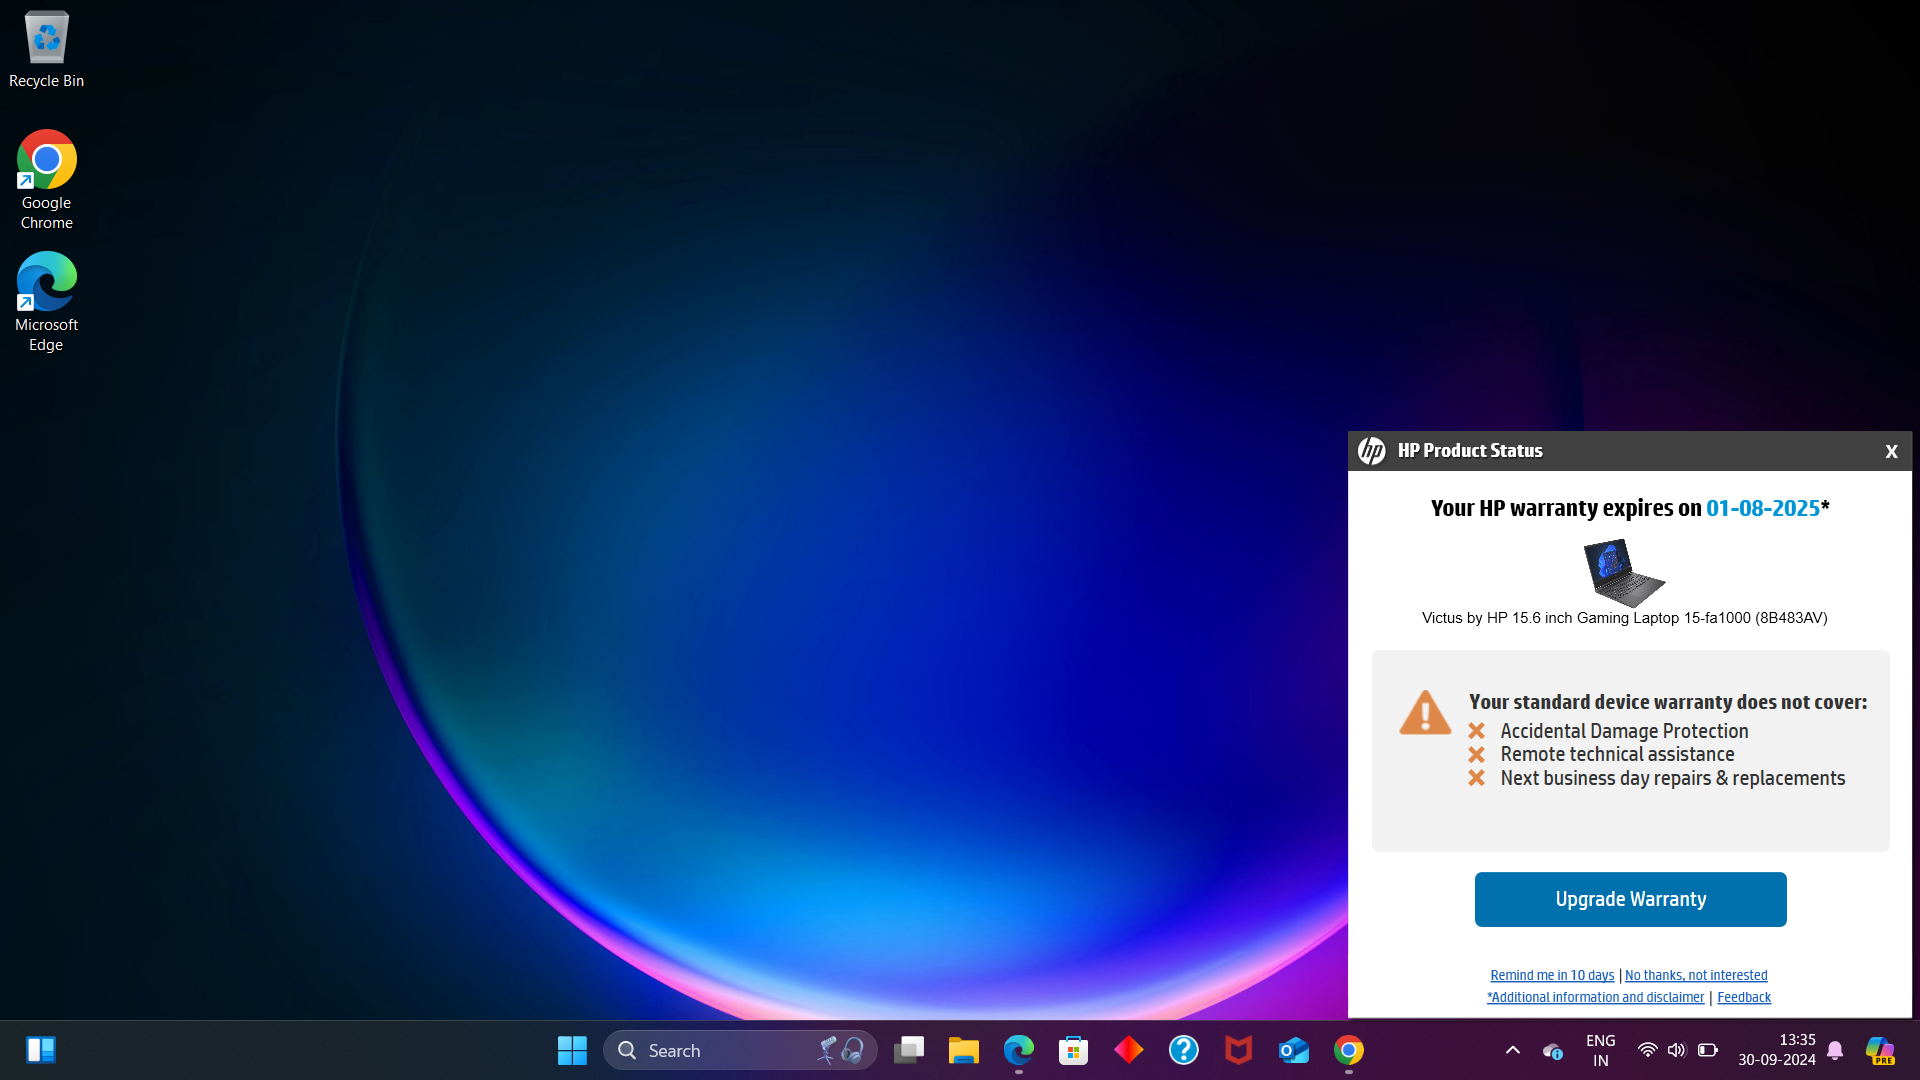 Recycle Bin
Google
Chrome
Microsoft
Edge
hp HP Product Status X
Your HP warranty expires on 01-08-2025*
Victus by HP 15.6 inch Gaming Laptop 15-fa1000 (8B483AV)
Your standard device warranty does not cover:
Accidental Damage Protection
Remote technical assistance
Next business day repairs & replacements
Upgrade Warranty
Remind me in 10 days | No thanks, not interested
*Additional information and disclaimer | Feedback
Search
ENG
IN
13:35
30-09-2024
PRE